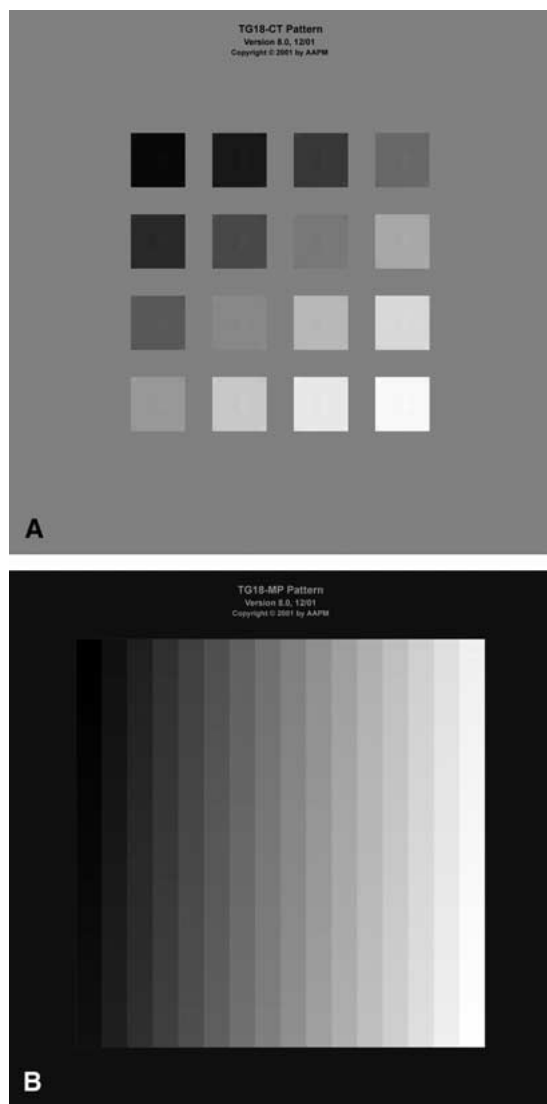 TG18-CT Pattern
Version 8.0, 12/01
Copyright © 2001 by AAPM
A
TG18-MP Pattern
Version 8.0, 12/01
Copyright © 2001 by AAPM
B